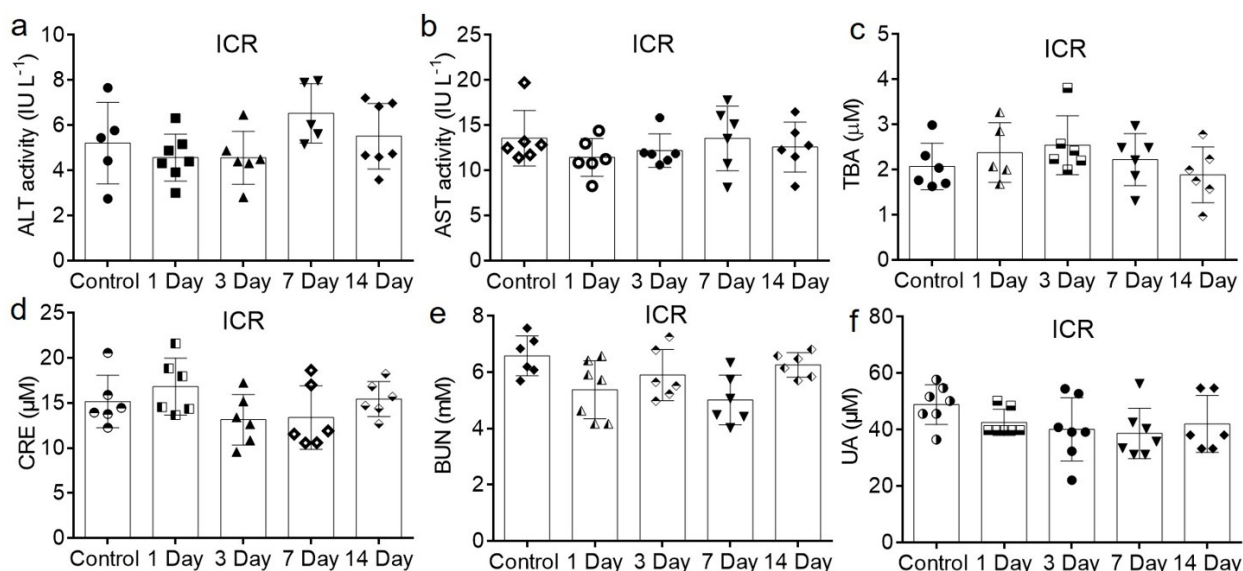 a
ICR
ALT activity (IU L⁻¹)
10
8
6
4
2
0
Control 1 Day 3 Day 7 Day 14 Day
b
ICR
AST activity (IU L⁻¹)
25
20
15
10
5
0
Control 1 Day 3 Day 7 Day 14 Day
c
ICR
TBA (μM)
5
4
3
2
1
0
Control 1 Day 3 Day 7 Day 14 Day
d
ICR
CRE (μM)
25
20
15
10
5
0
Control 1 Day 3 Day 7 Day 14 Day
e
ICR
BUN (mM)
8
6
4
2
0
Control 1 Day 3 Day 7 Day 14 Day
f
ICR
UA (μM)
80
60
40
20
0
Control 1 Day 3 Day 7 Day 14 Day